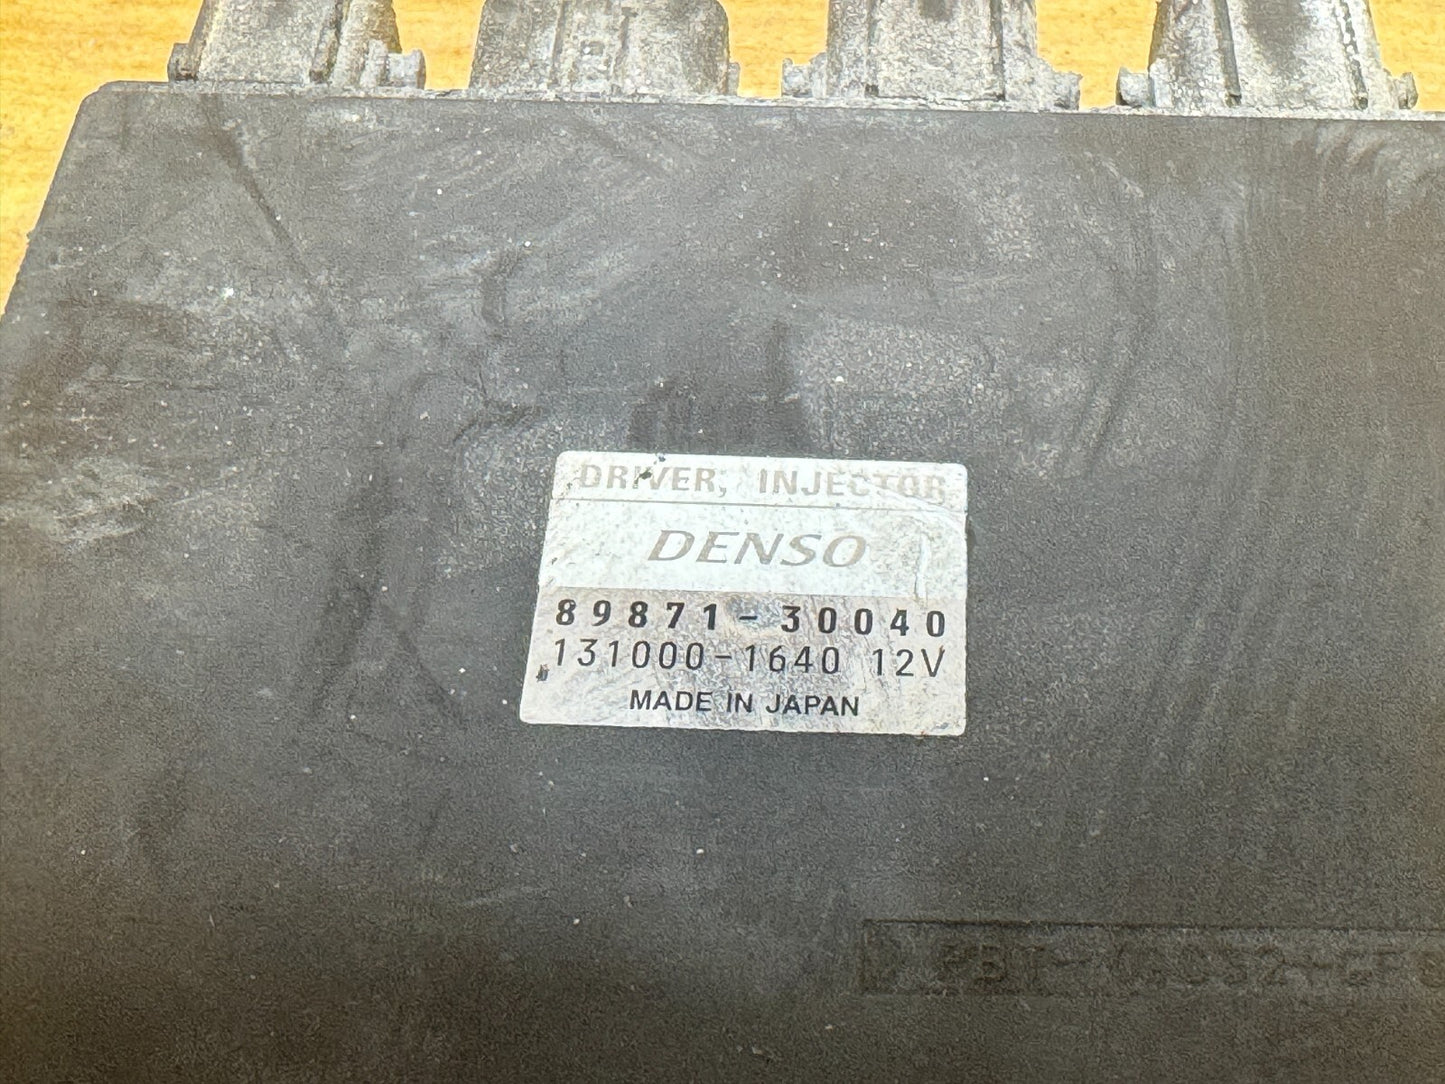 DRIVER, INJECTOR
DENSO
89871-30040
131000-1640 12V
MADE IN JAPAN